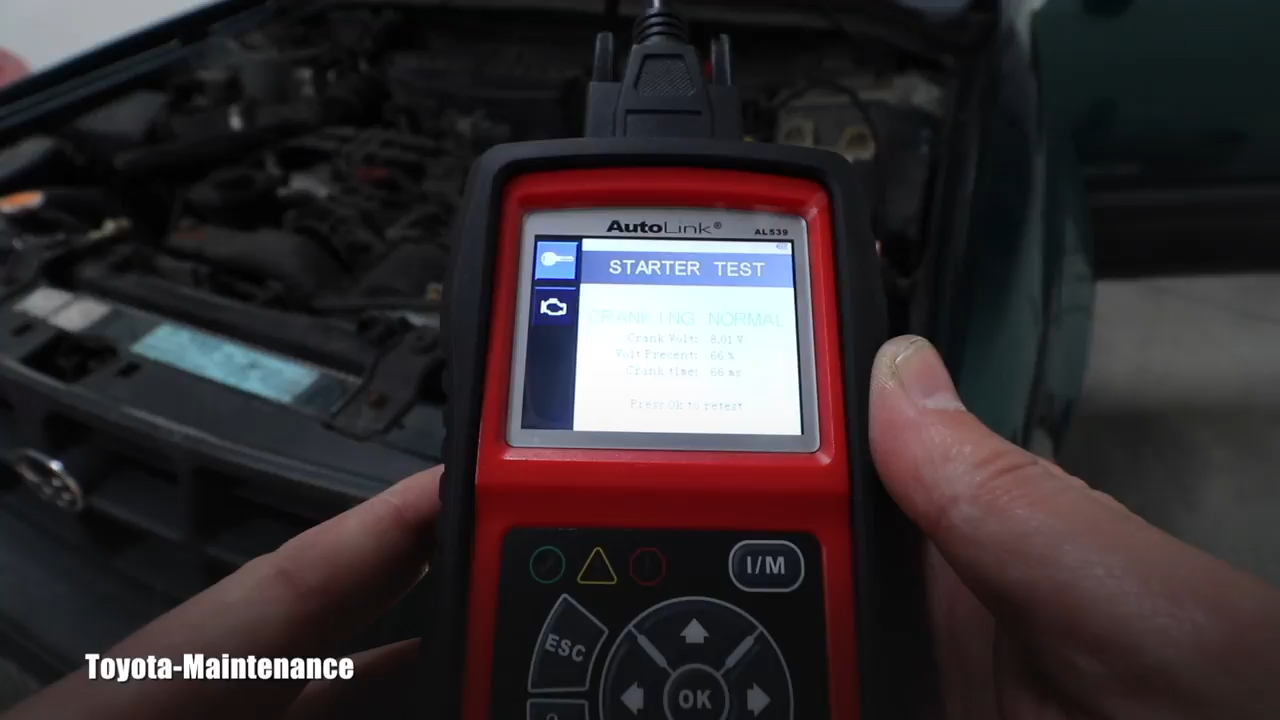 AutoLink®
AL539
STARTER TEST
CRANKING NORMAL
Crank Volt: 8.01 V
Volt Precent: 66 %
Crink time: 66 ms
Press Ok to retest
I/M
ESC
OK
Toyota-Maintenance